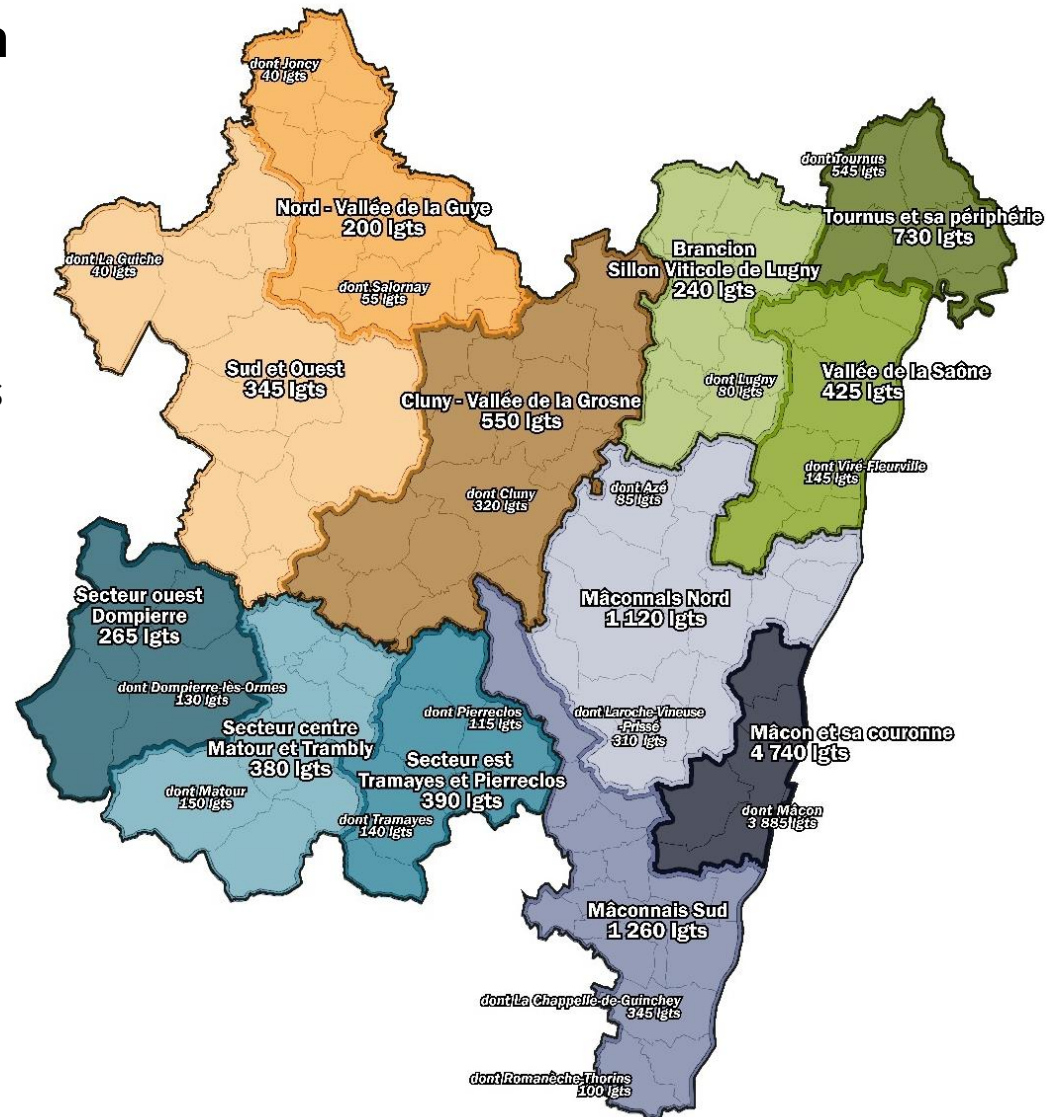 dont Joncy
40 lgts
dont Tournus
545 lgts
Nord - Vallée de la Guye
200 lgts
Tournus et sa périphérie
730 lgts
dont La Guiche
40 lgts
Brancion
Sillon Viticole de Lugny
240 lgts
dont Salornay
55 lgts
Sud et Ouest
345 lgts
Vallée de la Saône
425 lgts
dont Lugny
80 lgts
Cluny - Vallée de la Grosne
550 lgts
dont Viré-Fleurville
145 lgts
dont Cluny
320 lgts
dont Azé
85 lgts
Secteur ouest
Dompierre
265 lgts
Mâconnais Nord
1 120 lgts
dont Dompierre-lès-Ormes
130 lgts
dont Pierreclos
115 lgts
dont Laroche-Vineuse
-Prissé
310 lgts
Secteur centre
Matour et Trambly
380 lgts
Mâcon et sa couronne
4 740 lgts
Secteur est
Tramayes et Pierreclos
390 lgts
dont Matour
150 lgts
dont Tramayes
140 lgts
dont Mâcon
3 885 lgts
Mâconnais Sud
1 260 lgts
dont La Chappelle-de-Guinchey
345 lgts
dont Romanèche-Thorins
100 lgts